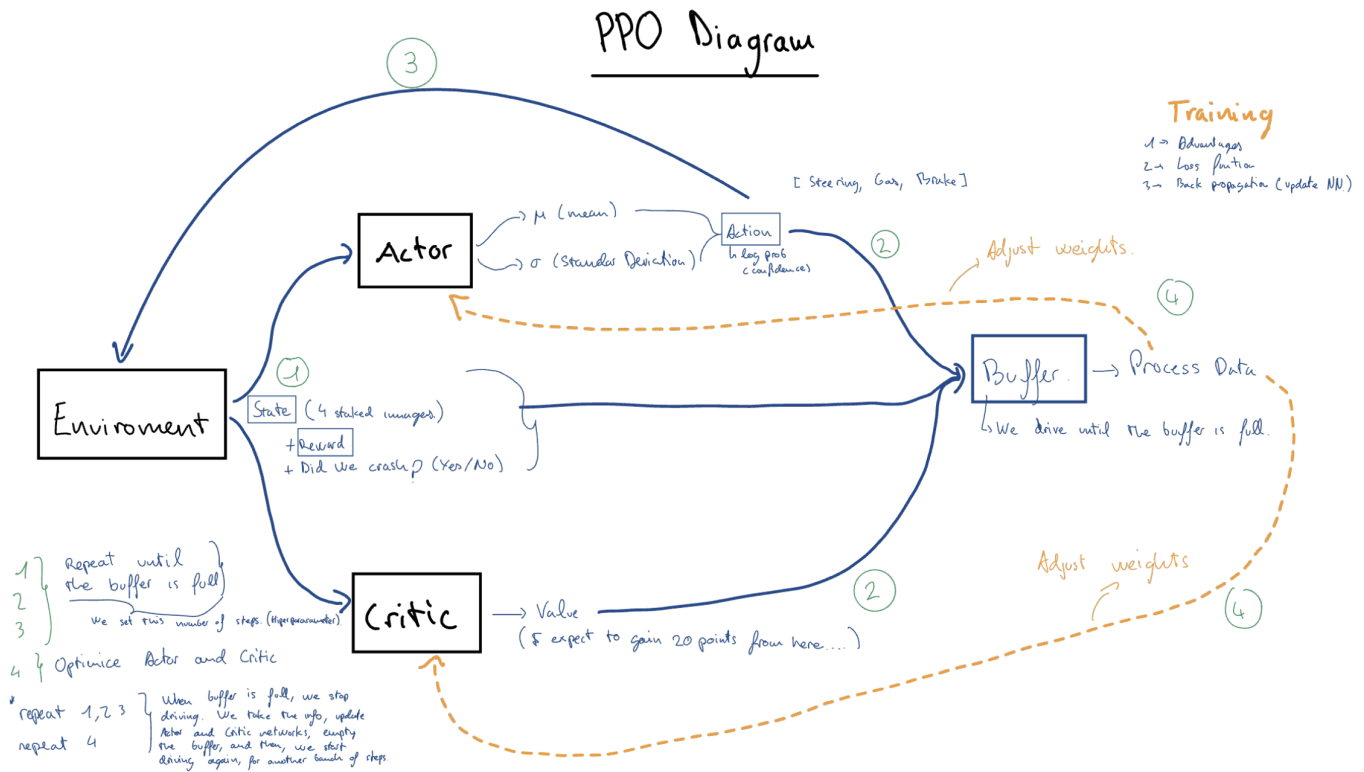 PPO Diagram
3
Training
1 → Advantages
2 → Loss funtion
3 → Back propagation (update NN)
[Steering, Gas, Brake]
Actor
→ μ (mean)
→ σ (Standar Deviation)
Action
↳ log prob
(confidence)
2
Adjust weights.
4
Enviroment
1
State (4 staked images.)
+ Reward
+ Did we crash? (Yes/No)
Buffer. → Process Data
↳ We drive until the buffer is full.
Critic
→ Value
(I expect to gain 20 points from here....)
2
Adjust weights
4
1
2
3
Repeat until
the buffer is full
We set this number of steps. (Hiperparameter)
4 Optimice Actor and Critic
repeat 1, 2 3
repeat 4
When buffer is full, we stop
driving. We take the info, update
Actor and Critic networks, empty
the buffer, and then, we start
driving again, for another bunch of steps.